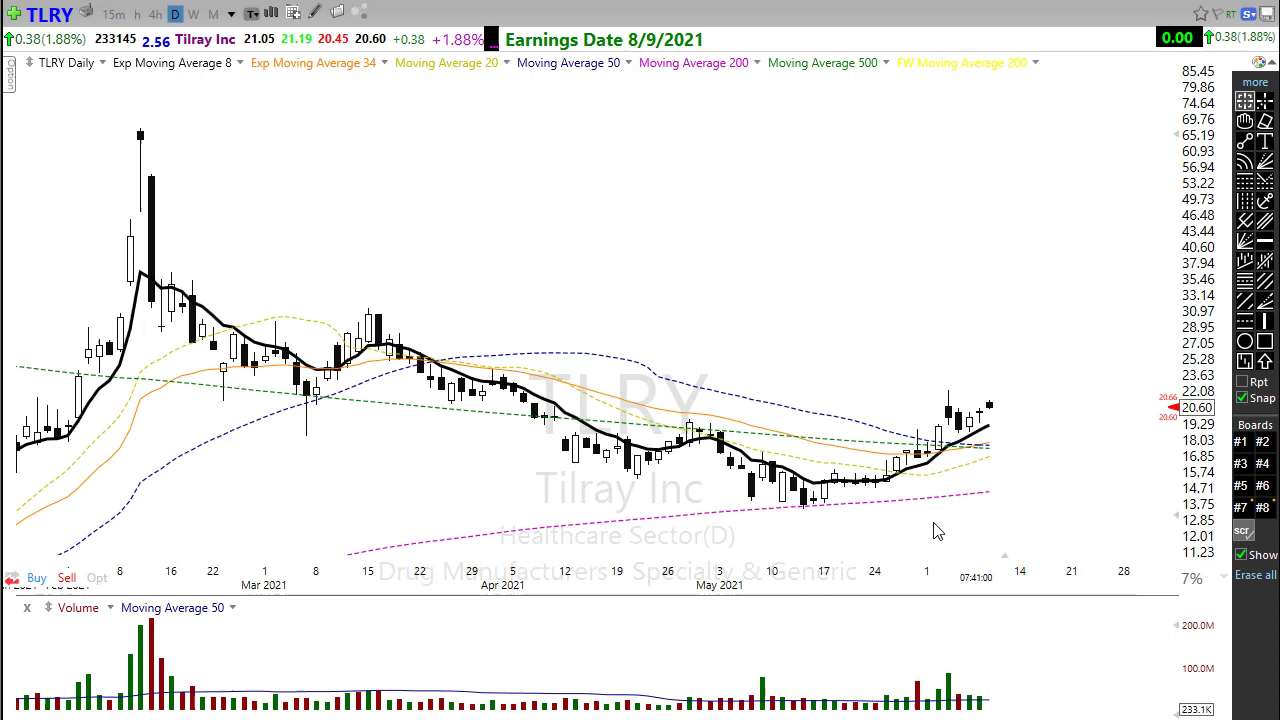 TLRY 15m h 4h D W M T RT S
0.38(1.88%) 233145 2.56 Tilray Inc 21.05 21.19 20.45 20.60 +0.38 +1.88% Earnings Date 8/9/2021 0.00 0.38(1.88%)
Option
TLRY Daily Exp Moving Average 8 Exp Moving Average 34 Moving Average 20 Moving Average 50 Moving Average 200 Moving Average 500 FW Moving Average 200
more
85.45
79.86
74.64
69.76
65.19
60.93
56.94
53.22
49.73
46.48
43.44
40.60
37.94
35.46
33.14
30.97
28.95
27.05
25.28
23.63
22.08
20.66
20.60
20.60
19.29
18.03
16.85
15.74
14.71
13.75
12.85
12.01
11.23
TLRY
Tilray Inc
Healthcare Sector(D)
Drug Manufacturers - Specialty & Generic
Rpt
Snap
Boards
#1 #2
#3 #4
#5 #6
#7 #8
scr
Show
Erase all
8 16 22 1 8 15 22 29 5 12 19 26 3 10 17 24 1 07:41:00 14 21 28
Mar 2021 Apr 2021 May 2021
Buy Sell Opt 7%
X Volume Moving Average 50
200.0M
100.0M
233.1K